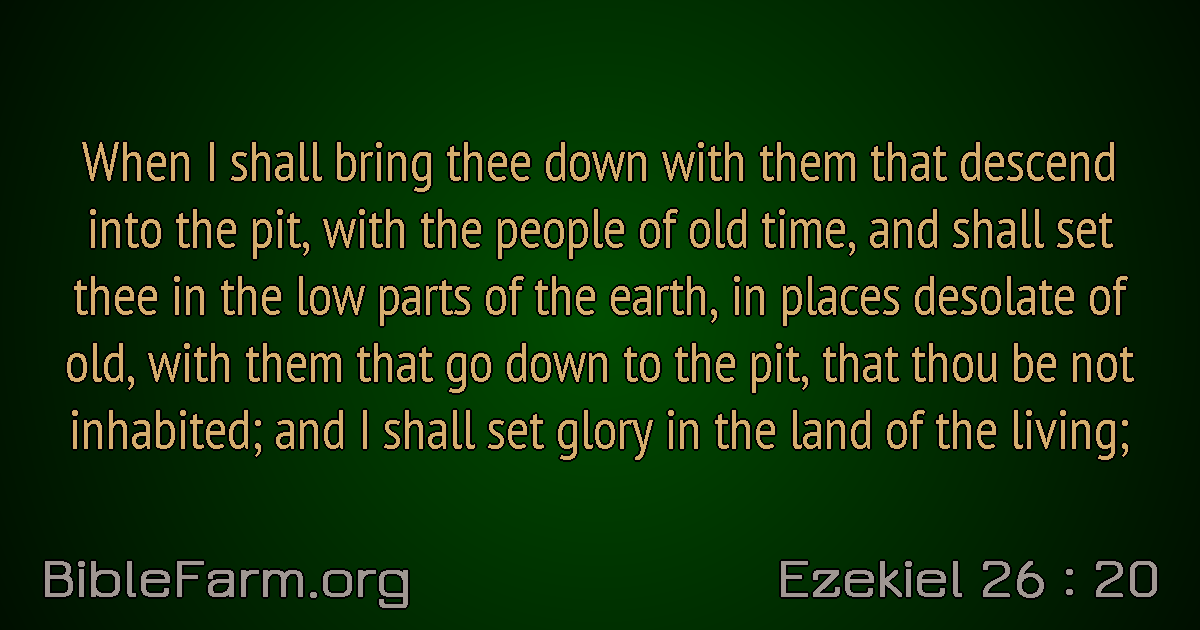 When I shall bring thee down with them that descend
into the pit, with the people of old time, and shall set
thee in the low parts of the earth, in places desolate of
old, with them that go down to the pit, that thou be not
inhabited; and I shall set glory in the land of the living;
BibleFarm.org
Ezekiel 26 : 20